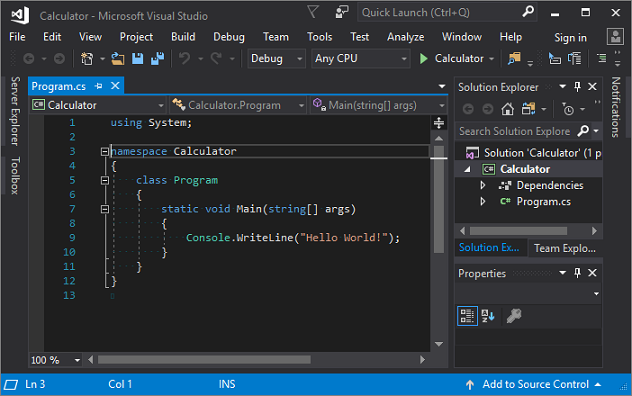 Calculator - Microsoft Visual Studio
Quick Launch (Ctrl+Q)
File Edit View Project Build Debug Team Tools Test Analyze Window Help Sign in
Debug Any CPU Calculator
Server Explorer
Toolbox
Program.cs
Calculator Calculator.Program Main(string[] args)
1 using System;
2
3 namespace Calculator
4 {
5 class Program
6 {
7 static void Main(string[] args)
8 {
9 Console.WriteLine("Hello World!");
10 }
11 }
12 }
13
100 %
Solution Explorer
Search Solution Explore
Solution 'Calculator' (1 p
Calculator
Dependencies
C# Program.cs
Solution Ex...
Team Explo...
Properties
Notifications
Ln 3 Col 1 INS Add to Source Control